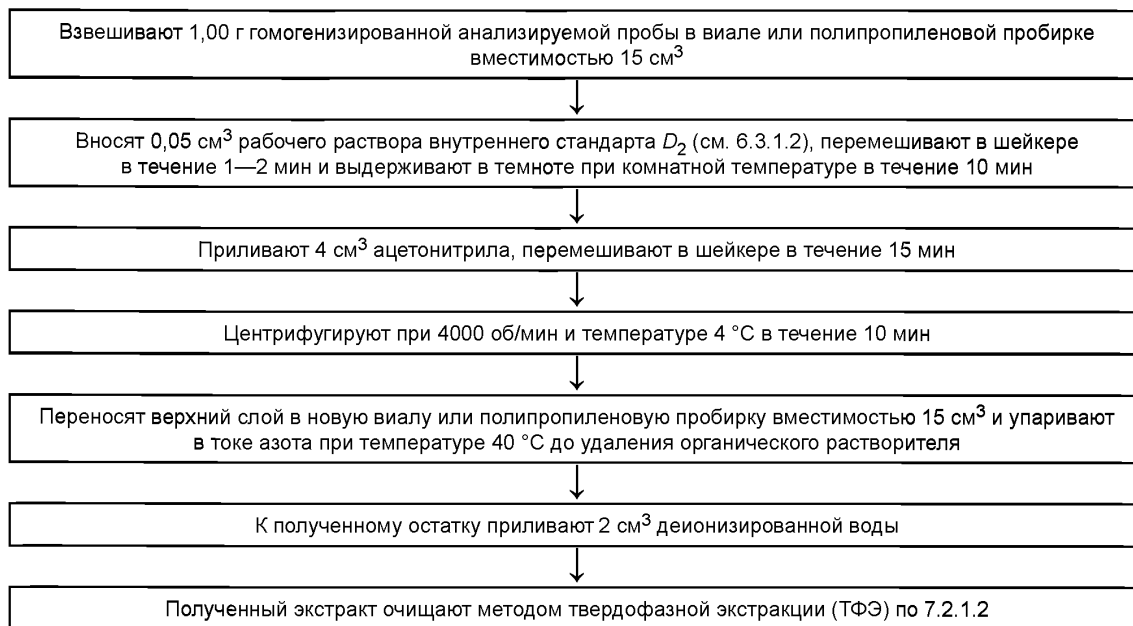 Взвешивают 1,00 г гомогенизированной анализируемой пробы в виале или полипропиленовой пробирке
вместимостью 15 см³
Вносят 0,05 см³ рабочего раствора внутреннего стандарта D₂ (см. 6.3.1.2), перемешивают в шейкере
в течение 1—2 мин и выдерживают в темноте при комнатной температуре в течение 10 мин
Приливают 4 см³ ацетонитрила, перемешивают в шейкере в течение 15 мин
Центрифугируют при 4000 об/мин и температуре 4 °С в течение 10 мин
Переносят верхний слой в новую виалу или полипропиленовую пробирку вместимостью 15 см³ и упаривают
в токе азота при температуре 40 °С до удаления органического растворителя
К полученному остатку приливают 2 см³ деионизированной воды
Полученный экстракт очищают методом твердофазной экстракции (ТФЭ) по 7.2.1.2